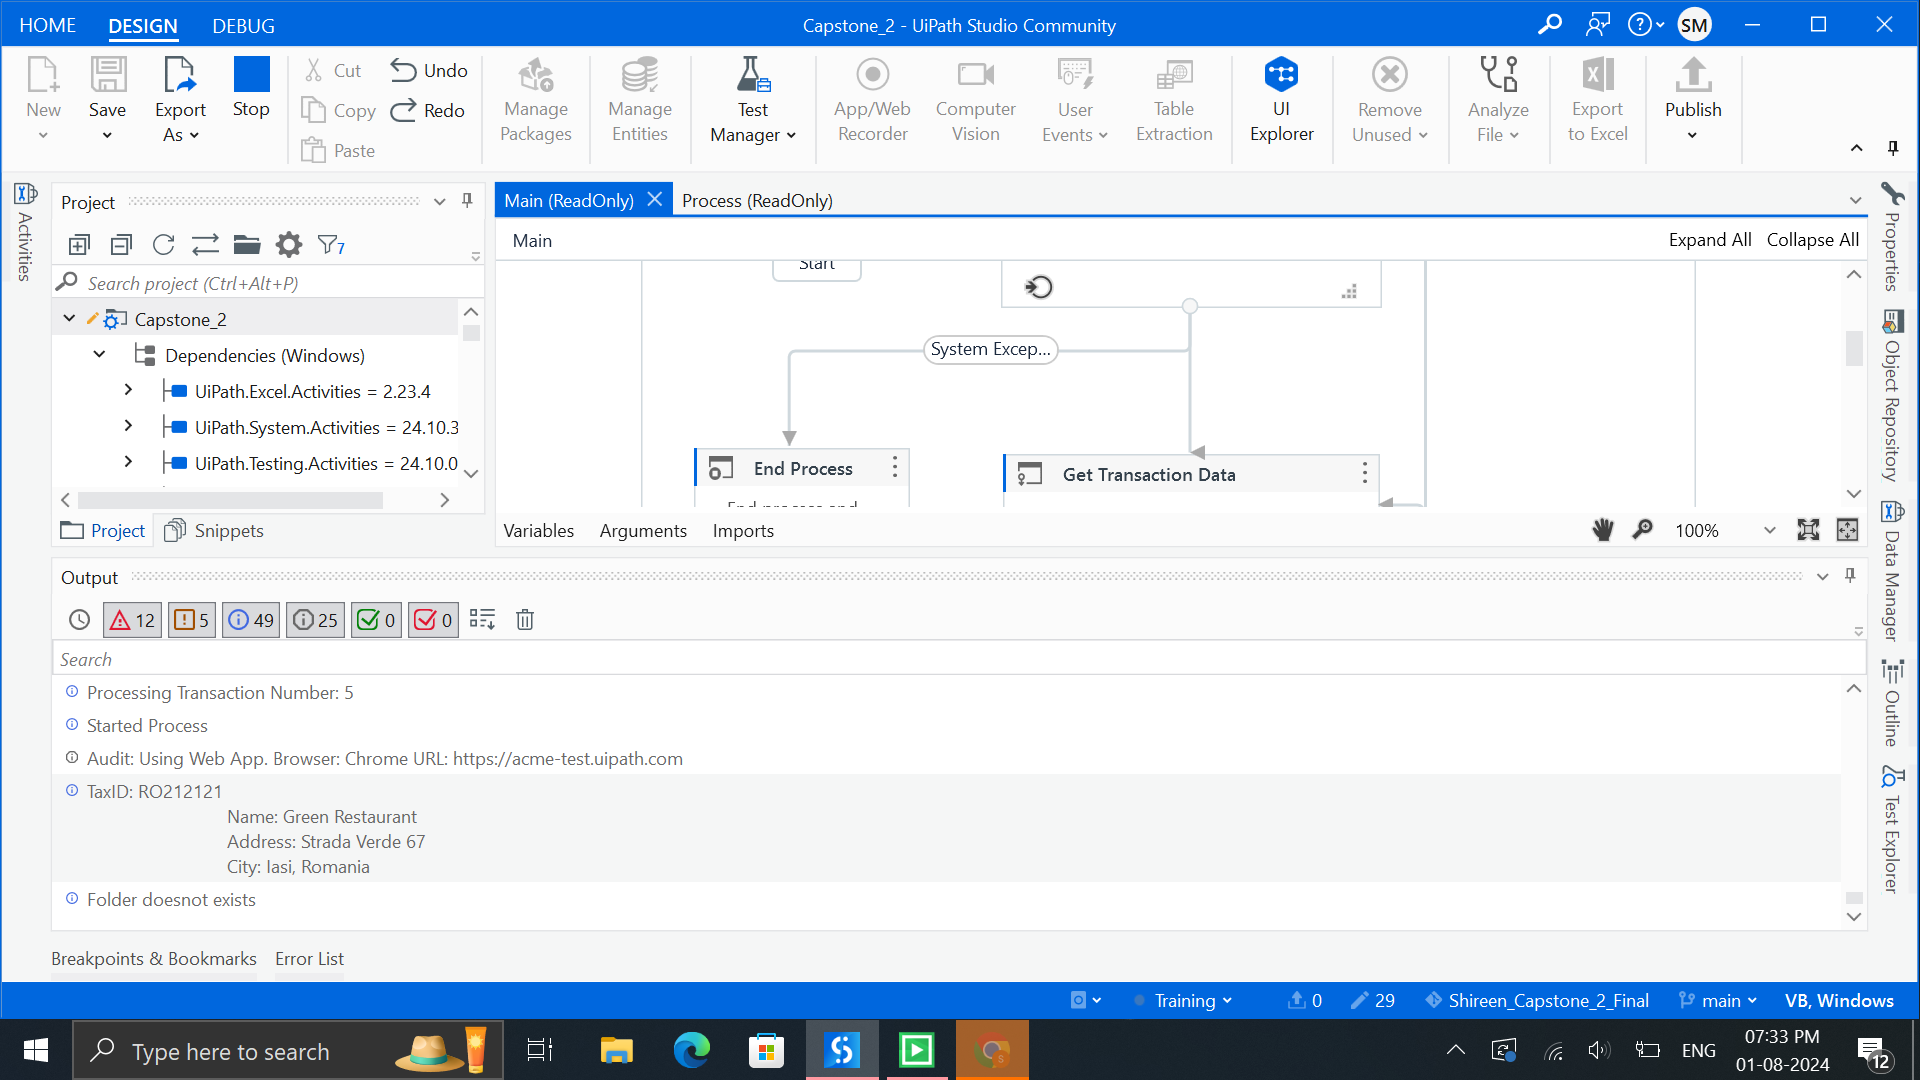 HOME DESIGN DEBUG
Capstone_2 - UiPath Studio Community
SM
New
Save
Export As
Stop
Cut
Copy
Paste
Undo
Redo
Manage Packages
Manage Entities
Test Manager
App/Web Recorder
Computer Vision
User Events
Table Extraction
UI Explorer
Remove Unused
Analyze File
Export to Excel
Publish
Activities
Project
7
Search project (Ctrl+Alt+P)
Capstone_2
Dependencies (Windows)
UiPath.Excel.Activities = 2.23.4
UiPath.System.Activities = 24.10.3
UiPath.Testing.Activities = 24.10.0
Project
Snippets
Main (ReadOnly)
Process (ReadOnly)
Main
Expand All Collapse All
Start
System Excep...
End Process
End process and
Get Transaction Data
Variables Arguments Imports
100%
Properties
Object Repository
Data Manager
Outline
Test Explorer
Output
12 5 49 25 0 0
Search
Processing Transaction Number: 5
Started Process
Audit: Using Web App. Browser: Chrome URL: https://acme-test.uipath.com
TaxID: RO212121
Name: Green Restaurant
Address: Strada Verde 67
City: Iasi, Romania
Folder doesnot exists
Breakpoints & Bookmarks Error List
Training 0 29 Shireen_Capstone_2_Final main VB, Windows
Type here to search
ENG
07:33 PM
01-08-2024
12